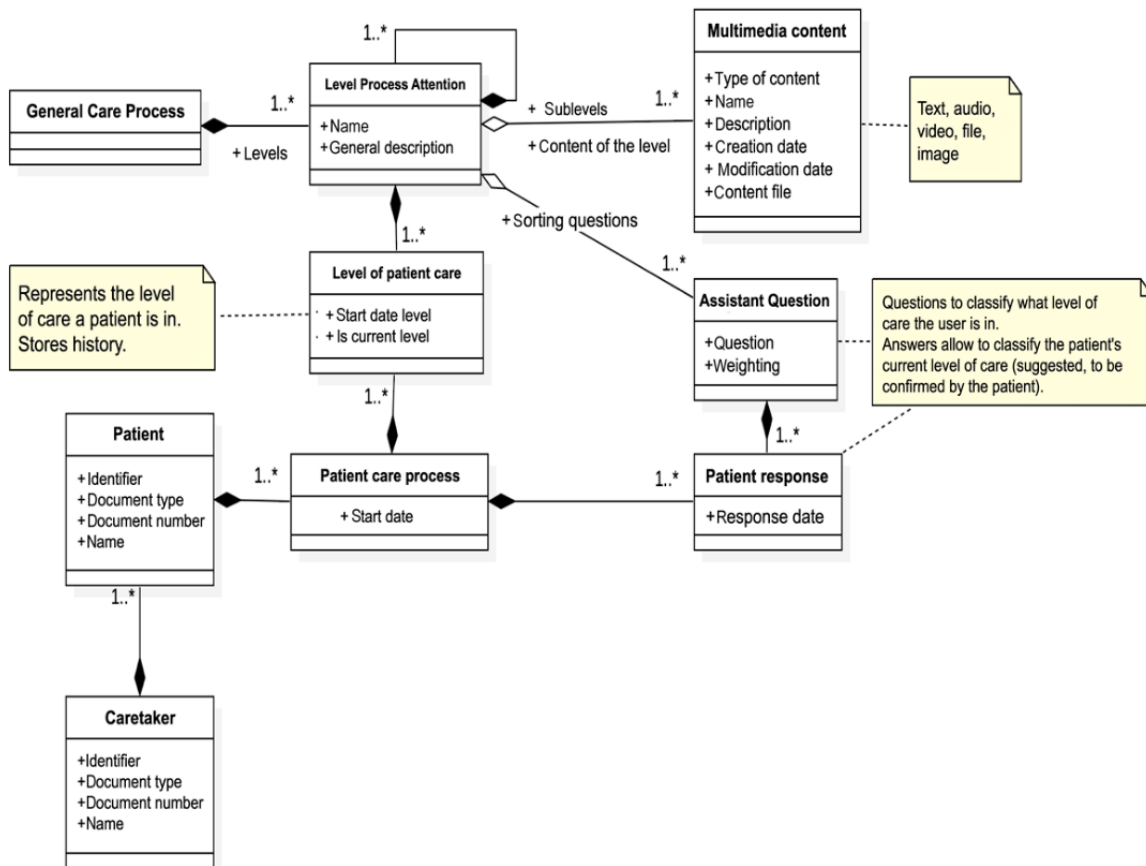 1..*
Multimedia content
+Type of content
+Name
+Description
+Creation date
+ Modification date
+Content file
Text, audio,
video, file,
image
Level Process Attention
+Name
+General description
General Care Process
1..*
+Levels
+ Sublevels
1..*
+Content of the level
+Sorting questions
1..*
1..*
Represents the level
of care a patient is in.
Stores history.
Level of patient care
+ Start date level
+ Is current level
Assistant Question
+Question
+Weighting
Questions to classify what level of
care the user is in.
Answers allow to classify the patient's
current level of care (suggested, to be
confirmed by the patient).
1..*
1..*
Patient
+Identifier
+Document type
+Document number
+Name
1..*
Patient care process
+ Start date
1..*
Patient response
+Response date
1..*
Caretaker
+Identifier
+Document type
+Document number
+Name